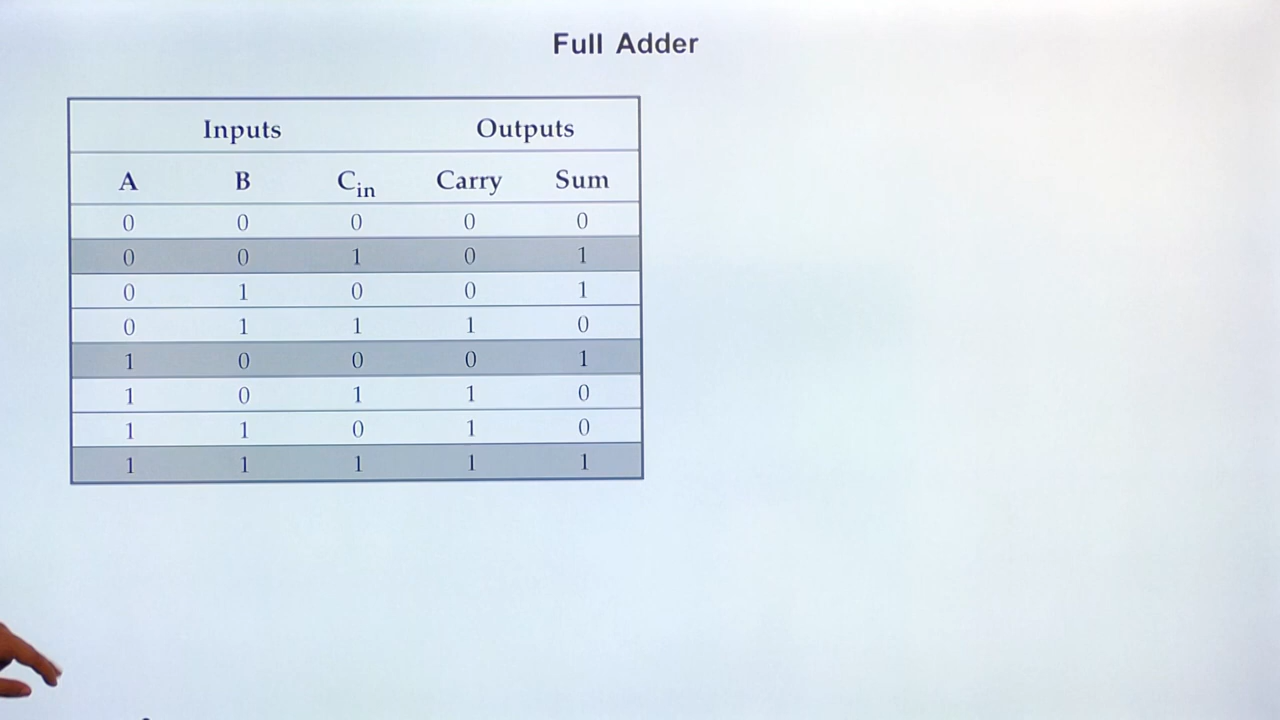 Full Adder
Inputs Outputs
A B Cin Carry Sum
0 0 0 0 0
0 0 1 0 1
0 1 0 0 1
0 1 1 1 0
1 0 0 0 1
1 0 1 1 0
1 1 0 1 0
1 1 1 1 1